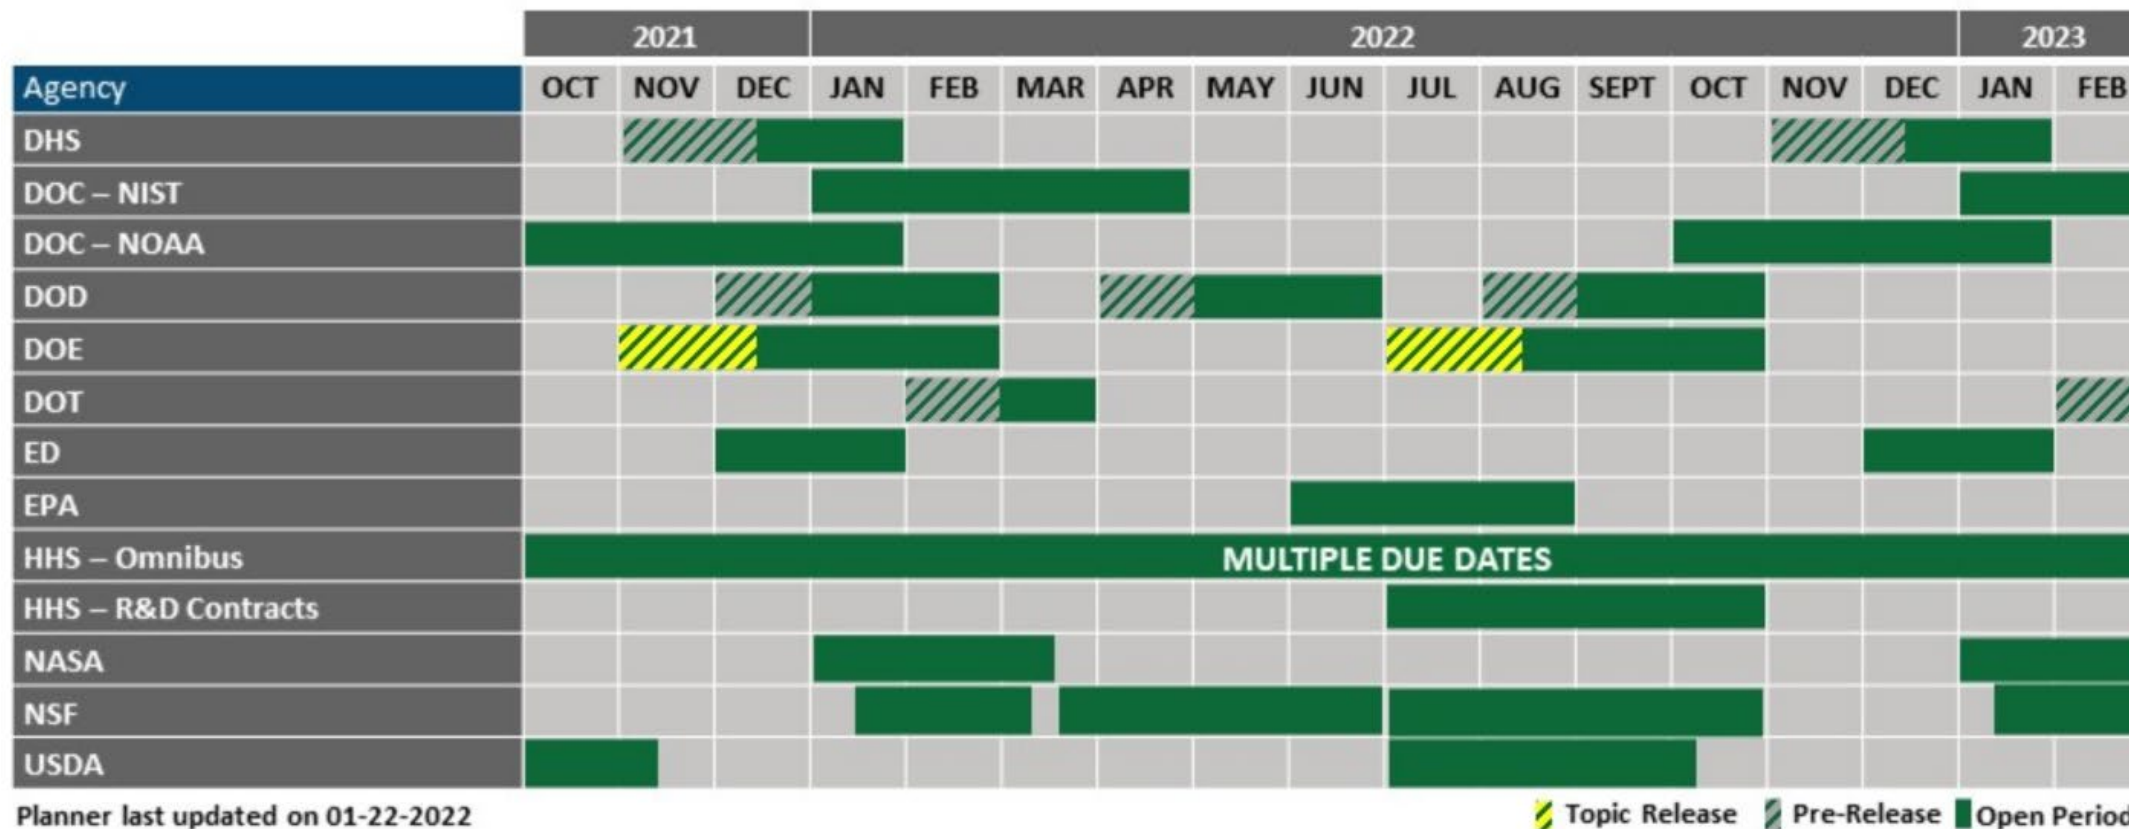 2021 2022 2023
Agency OCT NOV DEC JAN FEB MAR APR MAY JUN JUL AUG SEPT OCT NOV DEC JAN FEB
DHS
DOC – NIST
DOC – NOAA
DOD
DOE
DOT
ED
EPA
HHS – Omnibus MULTIPLE DUE DATES
HHS – R&D Contracts
NASA
NSF
USDA
Planner last updated on 01-22-2022 Topic Release Pre-Release Open Period